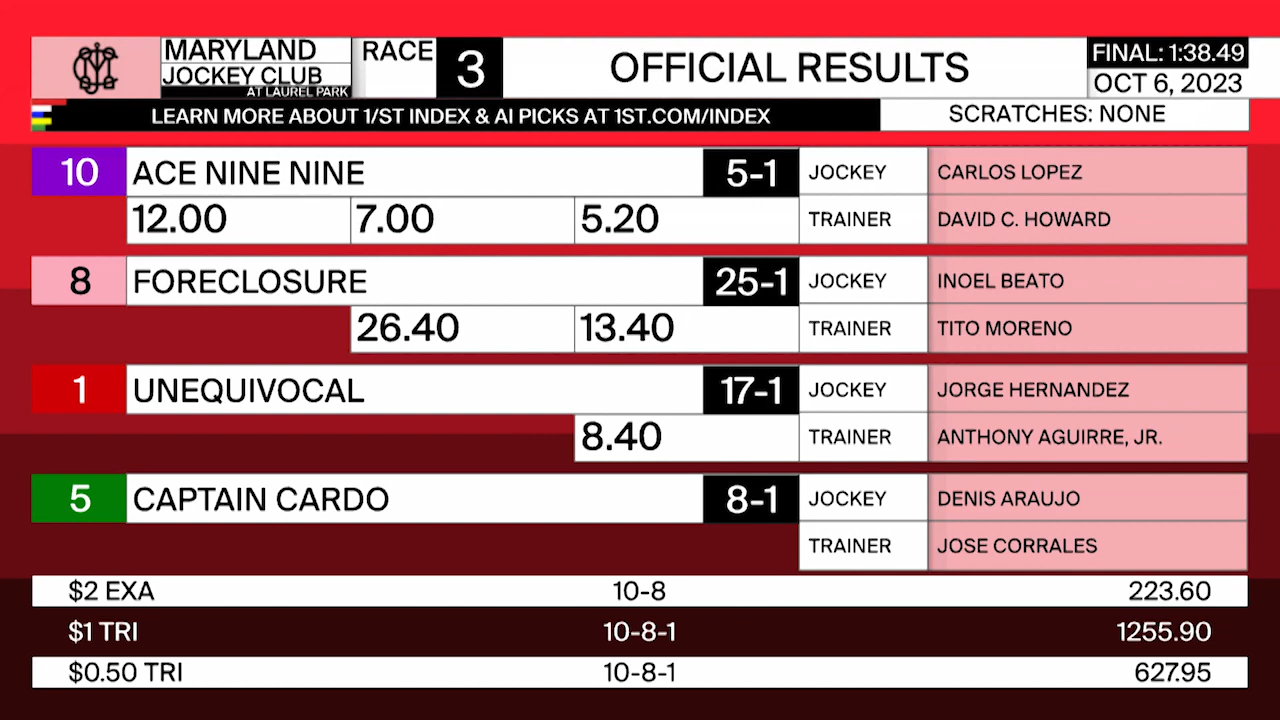 MARYLAND
JOCKEY CLUB
AT LAUREL PARK
RACE 3
OFFICIAL RESULTS
FINAL: 1:38.49
OCT 6, 2023
LEARN MORE ABOUT 1/ST INDEX & AI PICKS AT 1ST.COM/INDEX
SCRATCHES: NONE
10 ACE NINE NINE 5-1 JOCKEY CARLOS LOPEZ
12.00 7.00 5.20 TRAINER DAVID C. HOWARD
8 FORECLOSURE 25-1 JOCKEY INOEL BEATO
26.40 13.40 TRAINER TITO MORENO
1 UNEQUIVOCAL 17-1 JOCKEY JORGE HERNANDEZ
8.40 TRAINER ANTHONY AGUIRRE, JR.
5 CAPTAIN CARDO 8-1 JOCKEY DENIS ARAUJO
TRAINER JOSE CORRALES
$2 EXA 10-8 223.60
$1 TRI 10-8-1 1255.90
$0.50 TRI 10-8-1 627.95